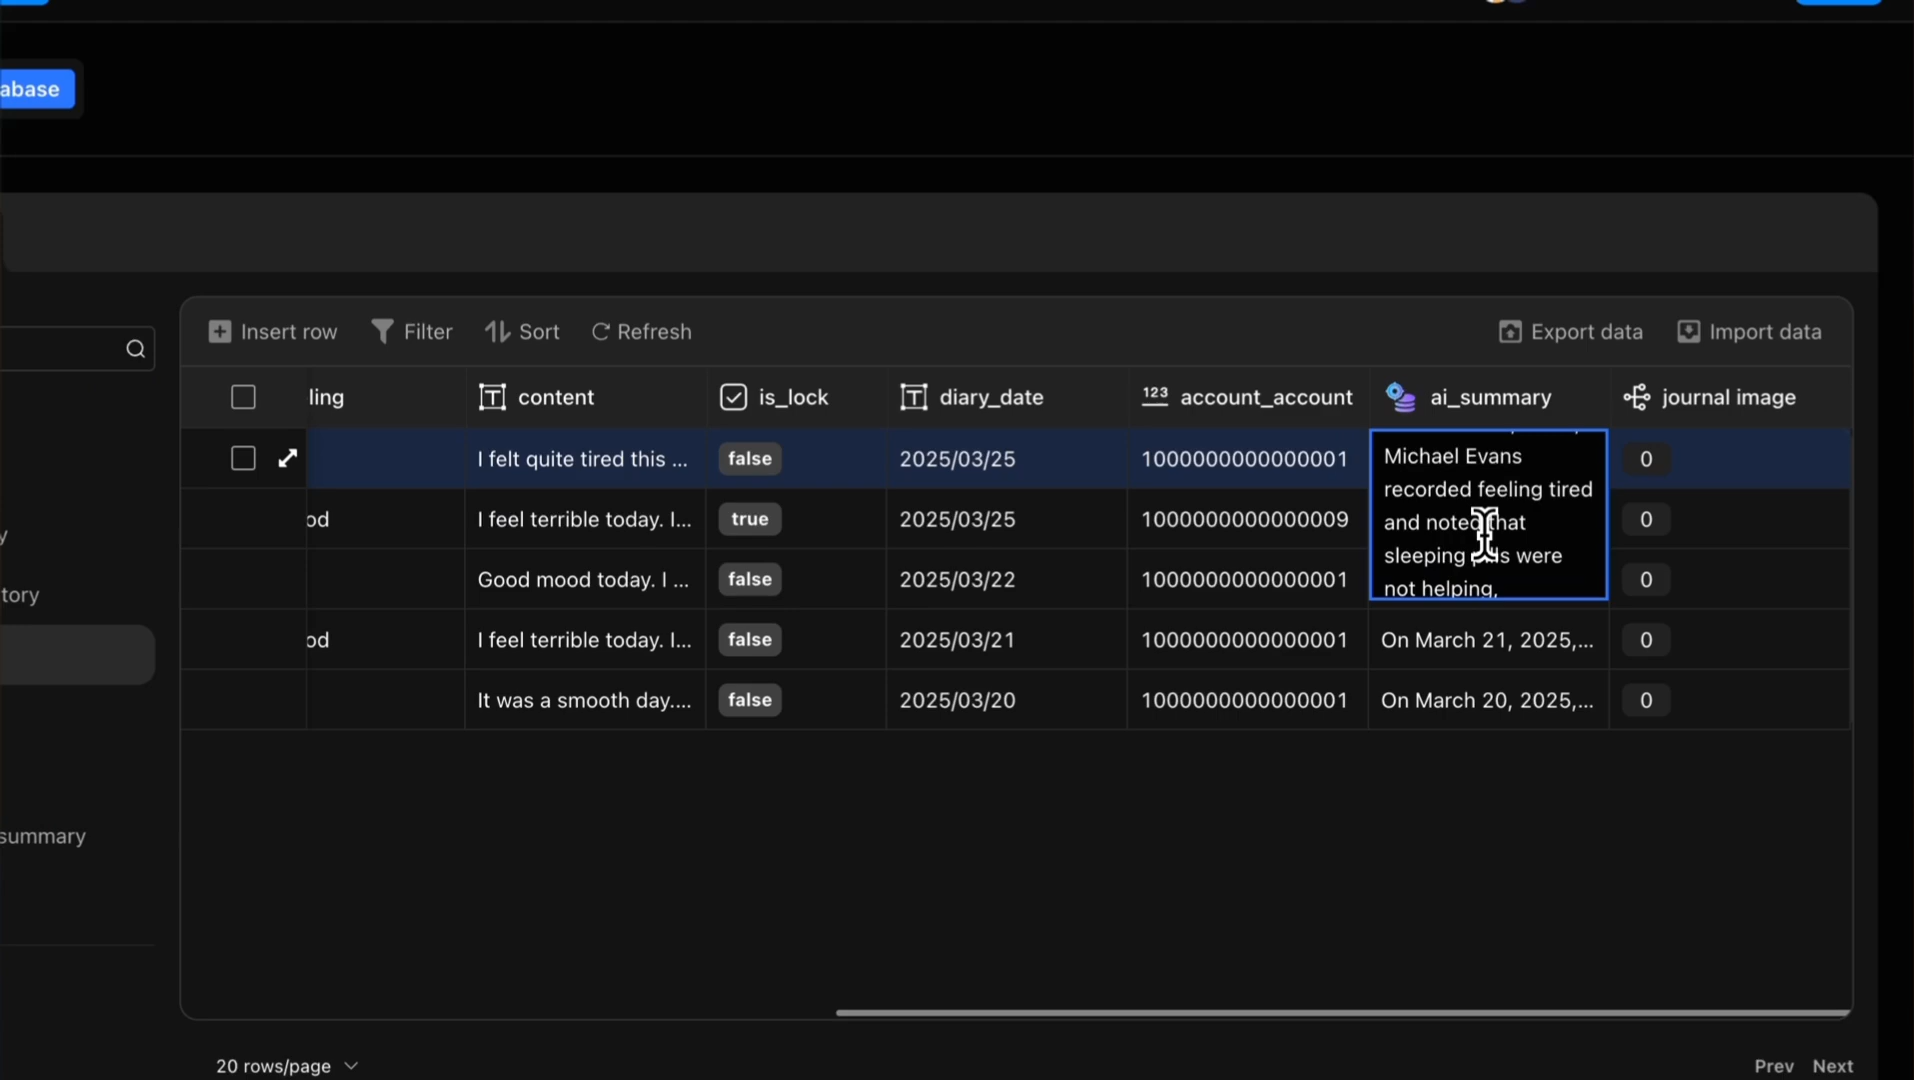 abase
Insert row Filter Sort Refresh Export data Import data
ling content is_lock diary_date account_account ai_summary journal image
I felt quite tired this ... false 2025/03/25 1000000000000001 0
Michael Evans
recorded feeling tired
and noted that
sleeping pills were
not helping,
od I feel terrible today. I... true 2025/03/25 1000000000000009 0
y
Good mood today. I ... false 2025/03/22 1000000000000001 0
tory
od I feel terrible today. I... false 2025/03/21 1000000000000001 On March 21, 2025,... 0
It was a smooth day.... false 2025/03/20 1000000000000001 On March 20, 2025,... 0
summary
20 rows/page Prev Next